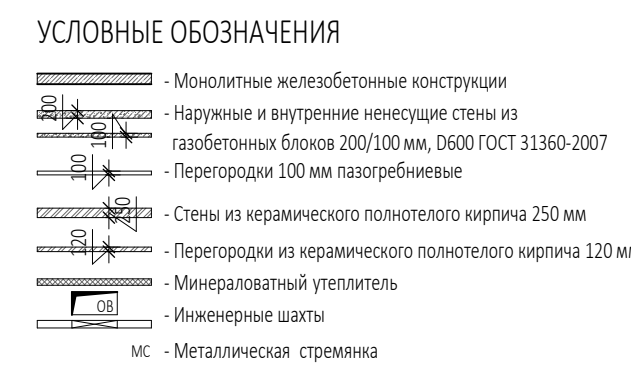 УСЛОВНЫЕ ОБОЗНАЧЕНИЯ
- Монолитные железобетонные конструкции
200 - Наружные и внутренние ненесущие стены из
100 газобетонных блоков 200/100 мм, D600 ГОСТ 31360-2007
100 - Перегородки 100 мм пазогребниевые
250 - Стены из керамического полнотелого кирпича 250 мм
120 - Перегородки из керамического полнотелого кирпича 120 мм
- Минераловатный утеплитель
ОВ
- Инженерные шахты
МС - Металлическая стремянка